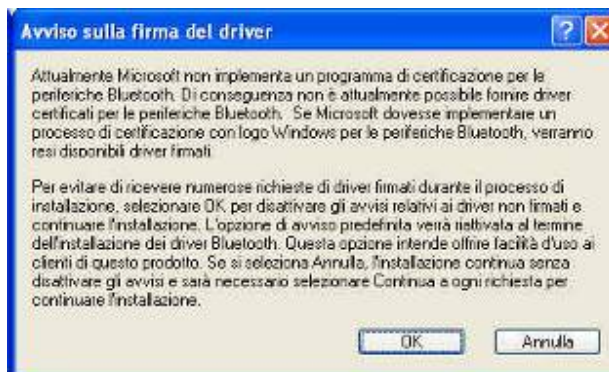 Avviso sulla firma del driver
Attualmente Microsoft non implementa un programma di certificazione per le
periferiche Bluetooth. Di conseguenza non è attualmente possibile fornire driver
certificati per le periferiche Bluetooth. Se Microsoft dovesse implementare un
processo di certificazione con logo Windows per le periferiche Bluetooth, verranno
resi disponibili driver firmati.
Per evitare di ricevere numerose richieste di driver firmati durante il processo di
installazione, selezionare OK per disattivare gli avvisi relativi ai driver non firmati e
continuare l'installazione. L'opzione di avviso predefinita verrà riattivata al termine
dell'installazione dei driver Bluetooth. Questa opzione intende offrire facilità d'uso ai
clienti di questo prodotto. Se si seleziona Annulla, l'installazione continua senza
disattivare gli avvisi e sarà necessario selezionare Continua a ogni richiesta per
continuare l'installazione.
OK Annulla